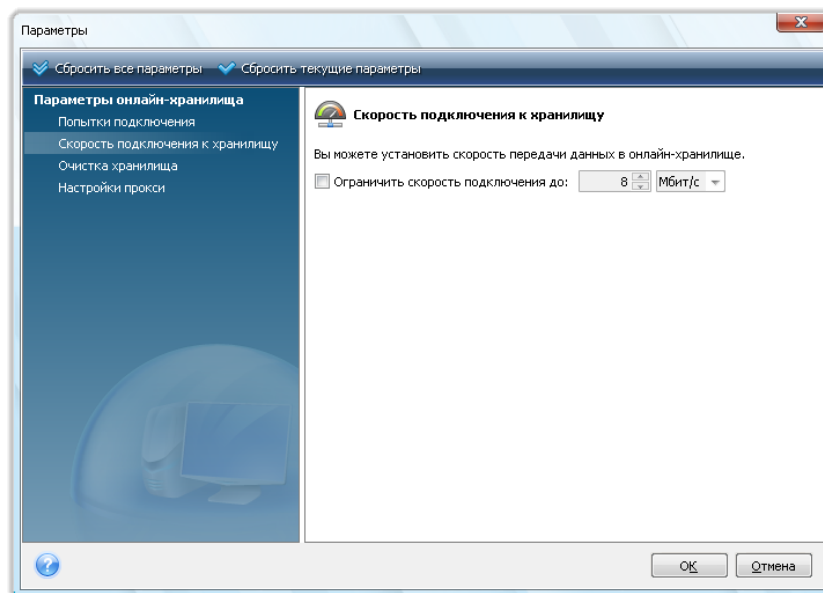 Параметры
Сбросить все параметры Сбросить текущие параметры
Параметры онлайн-хранилища
Попытки подключения
Скорость подключения к хранилищу
Очистка хранилища
Настройки прокси
Скорость подключения к хранилищу
Вы можете установить скорость передачи данных в онлайн-хранилище.
Ограничить скорость подключения до: 8 Мбит/с
ОК Отмена